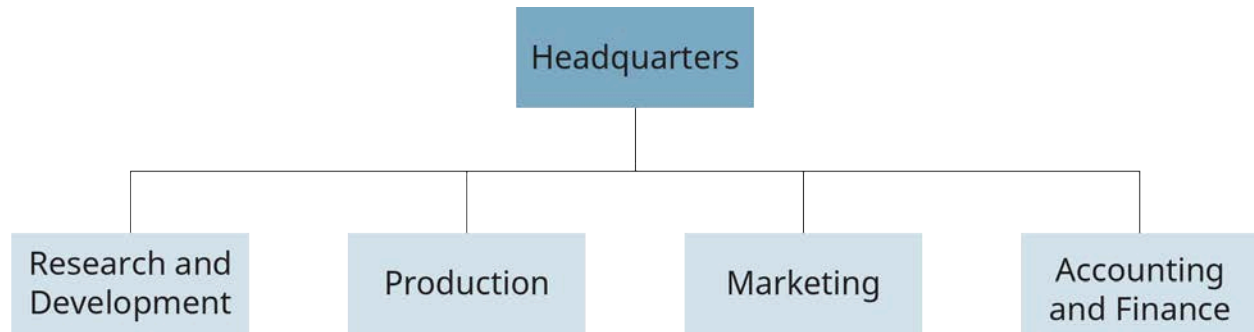 Headquarters
Research and
Development
Production
Marketing
Accounting
and Finance